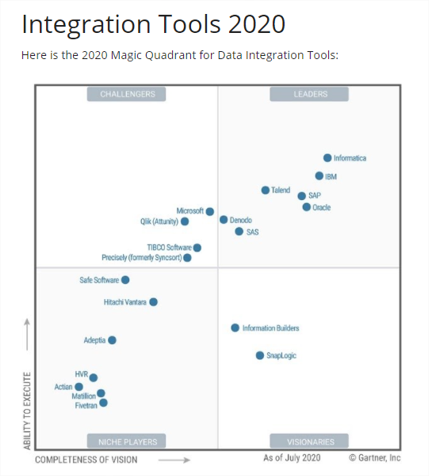 Integration Tools 2020
Here is the 2020 Magic Quadrant for Data Integration Tools:
CHALLENGERS
LEADERS
Informatica
IBM
Talend
SAP
Oracle
Microsoft
Qlik (Attunity)
Denodo
SAS
TIBCO Software
Precisely (formerly Syncsort)
Safe Software
Hitachi Vantara
Information Builders
Adeptia
SnapLogic
HVR
Actian
Matillion
Fivetran
NICHE PLAYERS
VISIONARIES
ABILITY TO EXECUTE
COMPLETENESS OF VISION
As of July 2020
© Gartner, Inc